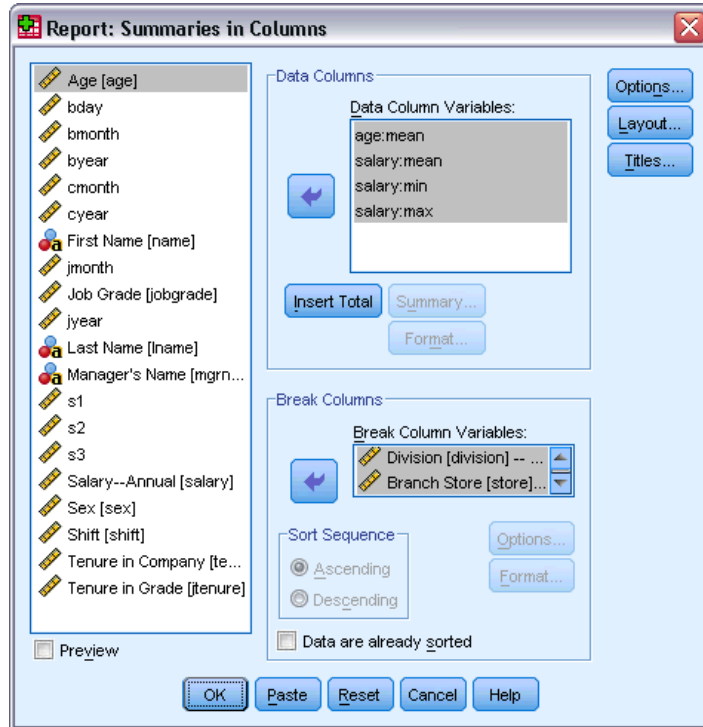 Report: Summaries in Columns
Age [age]
bday
bmonth
byear
cmonth
cyear
First Name [name]
jmonth
Job Grade [jobgrade]
jyear
Last Name [lname]
Manager's Name [mgrn...
s1
s2
s3
Salary--Annual [salary]
Sex [sex]
Shift [shift]
Tenure in Company [te...
Tenure in Grade [jtenure]
Preview
Data Columns
Data Column Variables:
age:mean
salary:mean
salary:min
salary:max
Insert Total
Summary...
Format...
Break Columns
Break Column Variables:
Division [division] -- ...
Branch Store [store]...
Sort Sequence
Ascending
Descending
Options...
Format...
Data are already sorted
Options...
Layout...
Titles...
OK
Paste
Reset
Cancel
Help